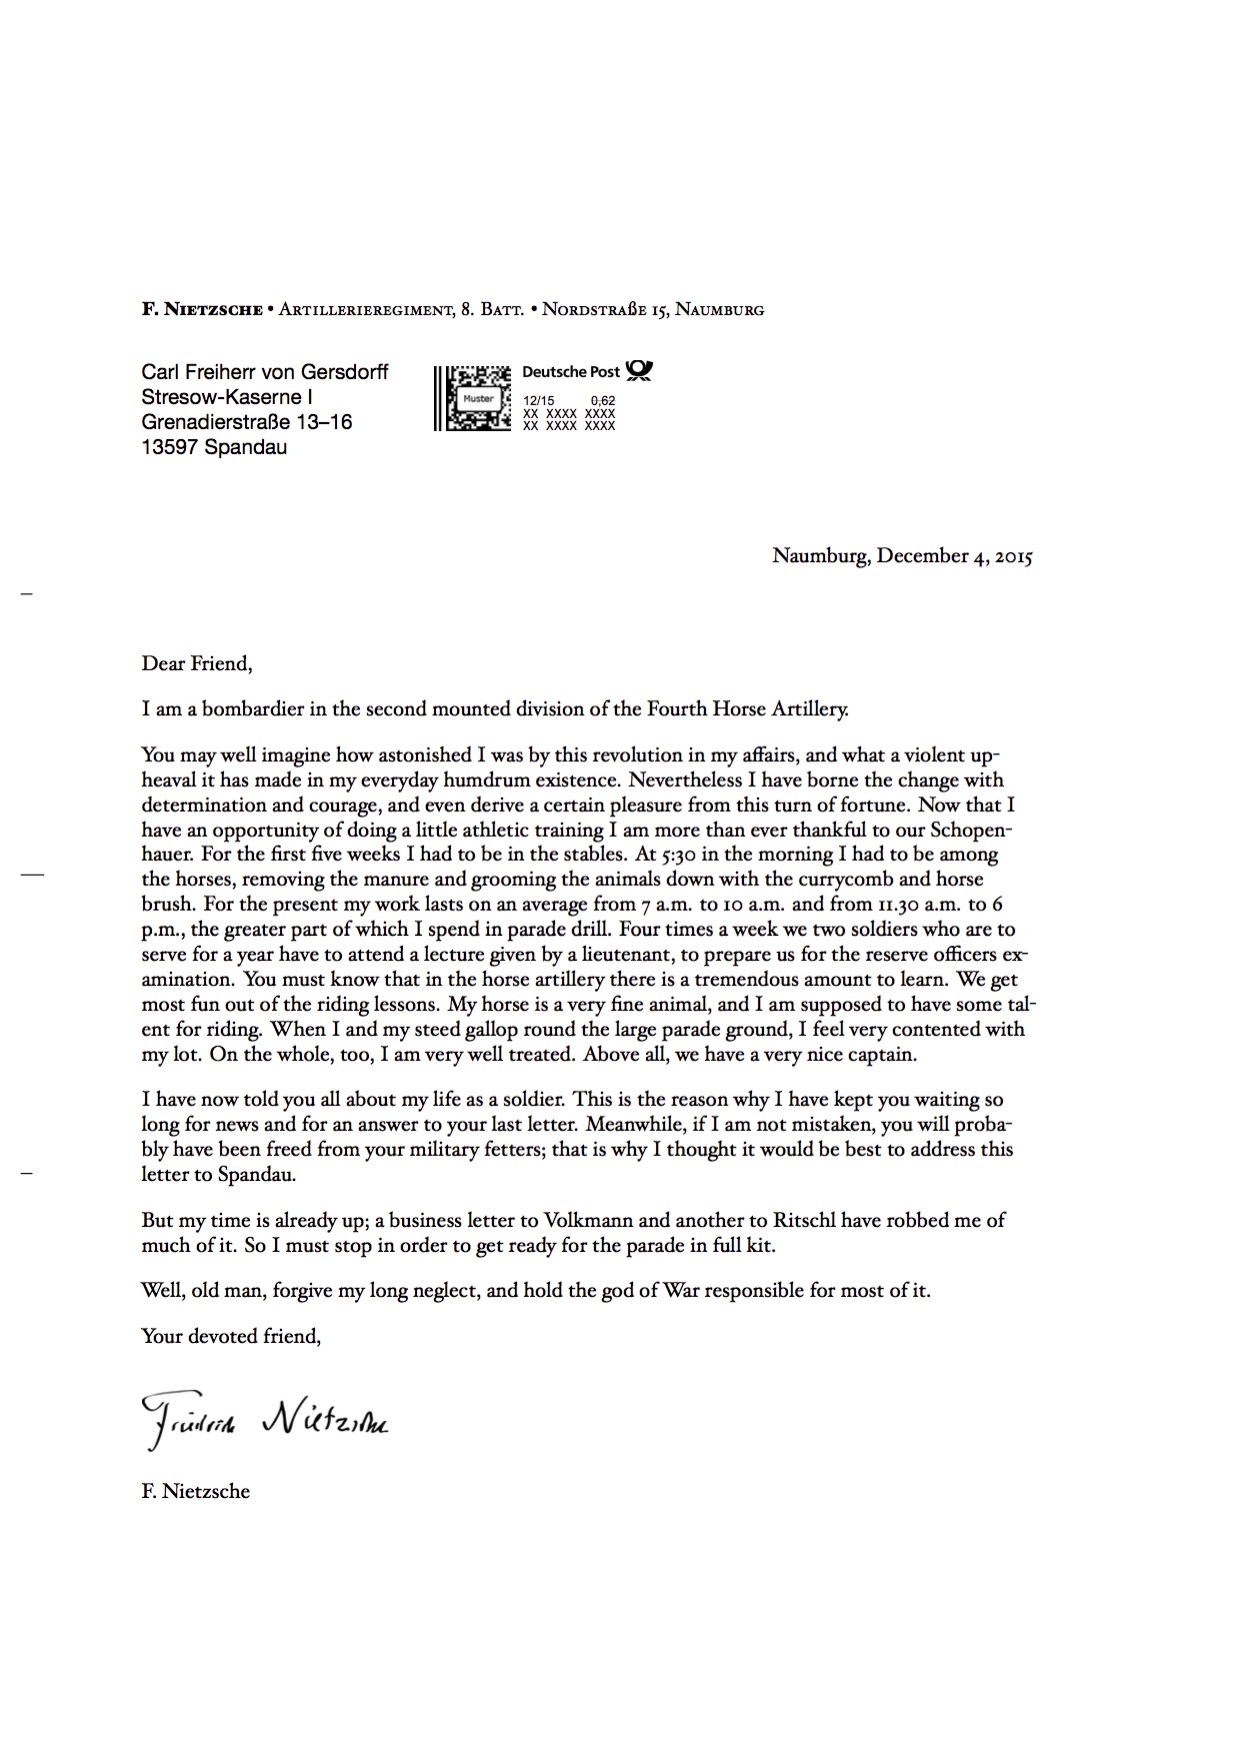 F. Nietzsche • Artillerieregiment, 8. Batt. • Nordstraße 15, Naumburg
Carl Freiherr von Gersdorff
Stresow-Kaserne I
Grenadierstraße 13–16
13597 Spandau
Muster
Deutsche Post
12/15 0,62
XX XXXX XXXX
XX XXXX XXXX
Naumburg, December 4, 2015
Dear Friend,
I am a bombardier in the second mounted division of the Fourth Horse Artillery.
You may well imagine how astonished I was by this revolution in my affairs, and what a violent up-
heaval it has made in my everyday humdrum existence. Nevertheless I have borne the change with
determination and courage, and even derive a certain pleasure from this turn of fortune. Now that I
have an opportunity of doing a little athletic training I am more than ever thankful to our Schopen-
hauer. For the first five weeks I had to be in the stables. At 5:30 in the morning I had to be among
the horses, removing the manure and grooming the animals down with the currycomb and horse
brush. For the present my work lasts on an average from 7 a.m. to 10 a.m. and from 11.30 a.m. to 6
p.m., the greater part of which I spend in parade drill. Four times a week we two soldiers who are to
serve for a year have to attend a lecture given by a lieutenant, to prepare us for the reserve officers ex-
amination. You must know that in the horse artillery there is a tremendous amount to learn. We get
most fun out of the riding lessons. My horse is a very fine animal, and I am supposed to have some tal-
ent for riding. When I and my steed gallop round the large parade ground, I feel very contented with
my lot. On the whole, too, I am very well treated. Above all, we have a very nice captain.
I have now told you all about my life as a soldier. This is the reason why I have kept you waiting so
long for news and for an answer to your last letter. Meanwhile, if I am not mistaken, you will proba-
bly have been freed from your military fetters; that is why I thought it would be best to address this
letter to Spandau.
But my time is already up; a business letter to Volkmann and another to Ritschl have robbed me of
much of it. So I must stop in order to get ready for the parade in full kit.
Well, old man, forgive my long neglect, and hold the god of War responsible for most of it.
Your devoted friend,
Friedrich Nietzsche
F. Nietzsche